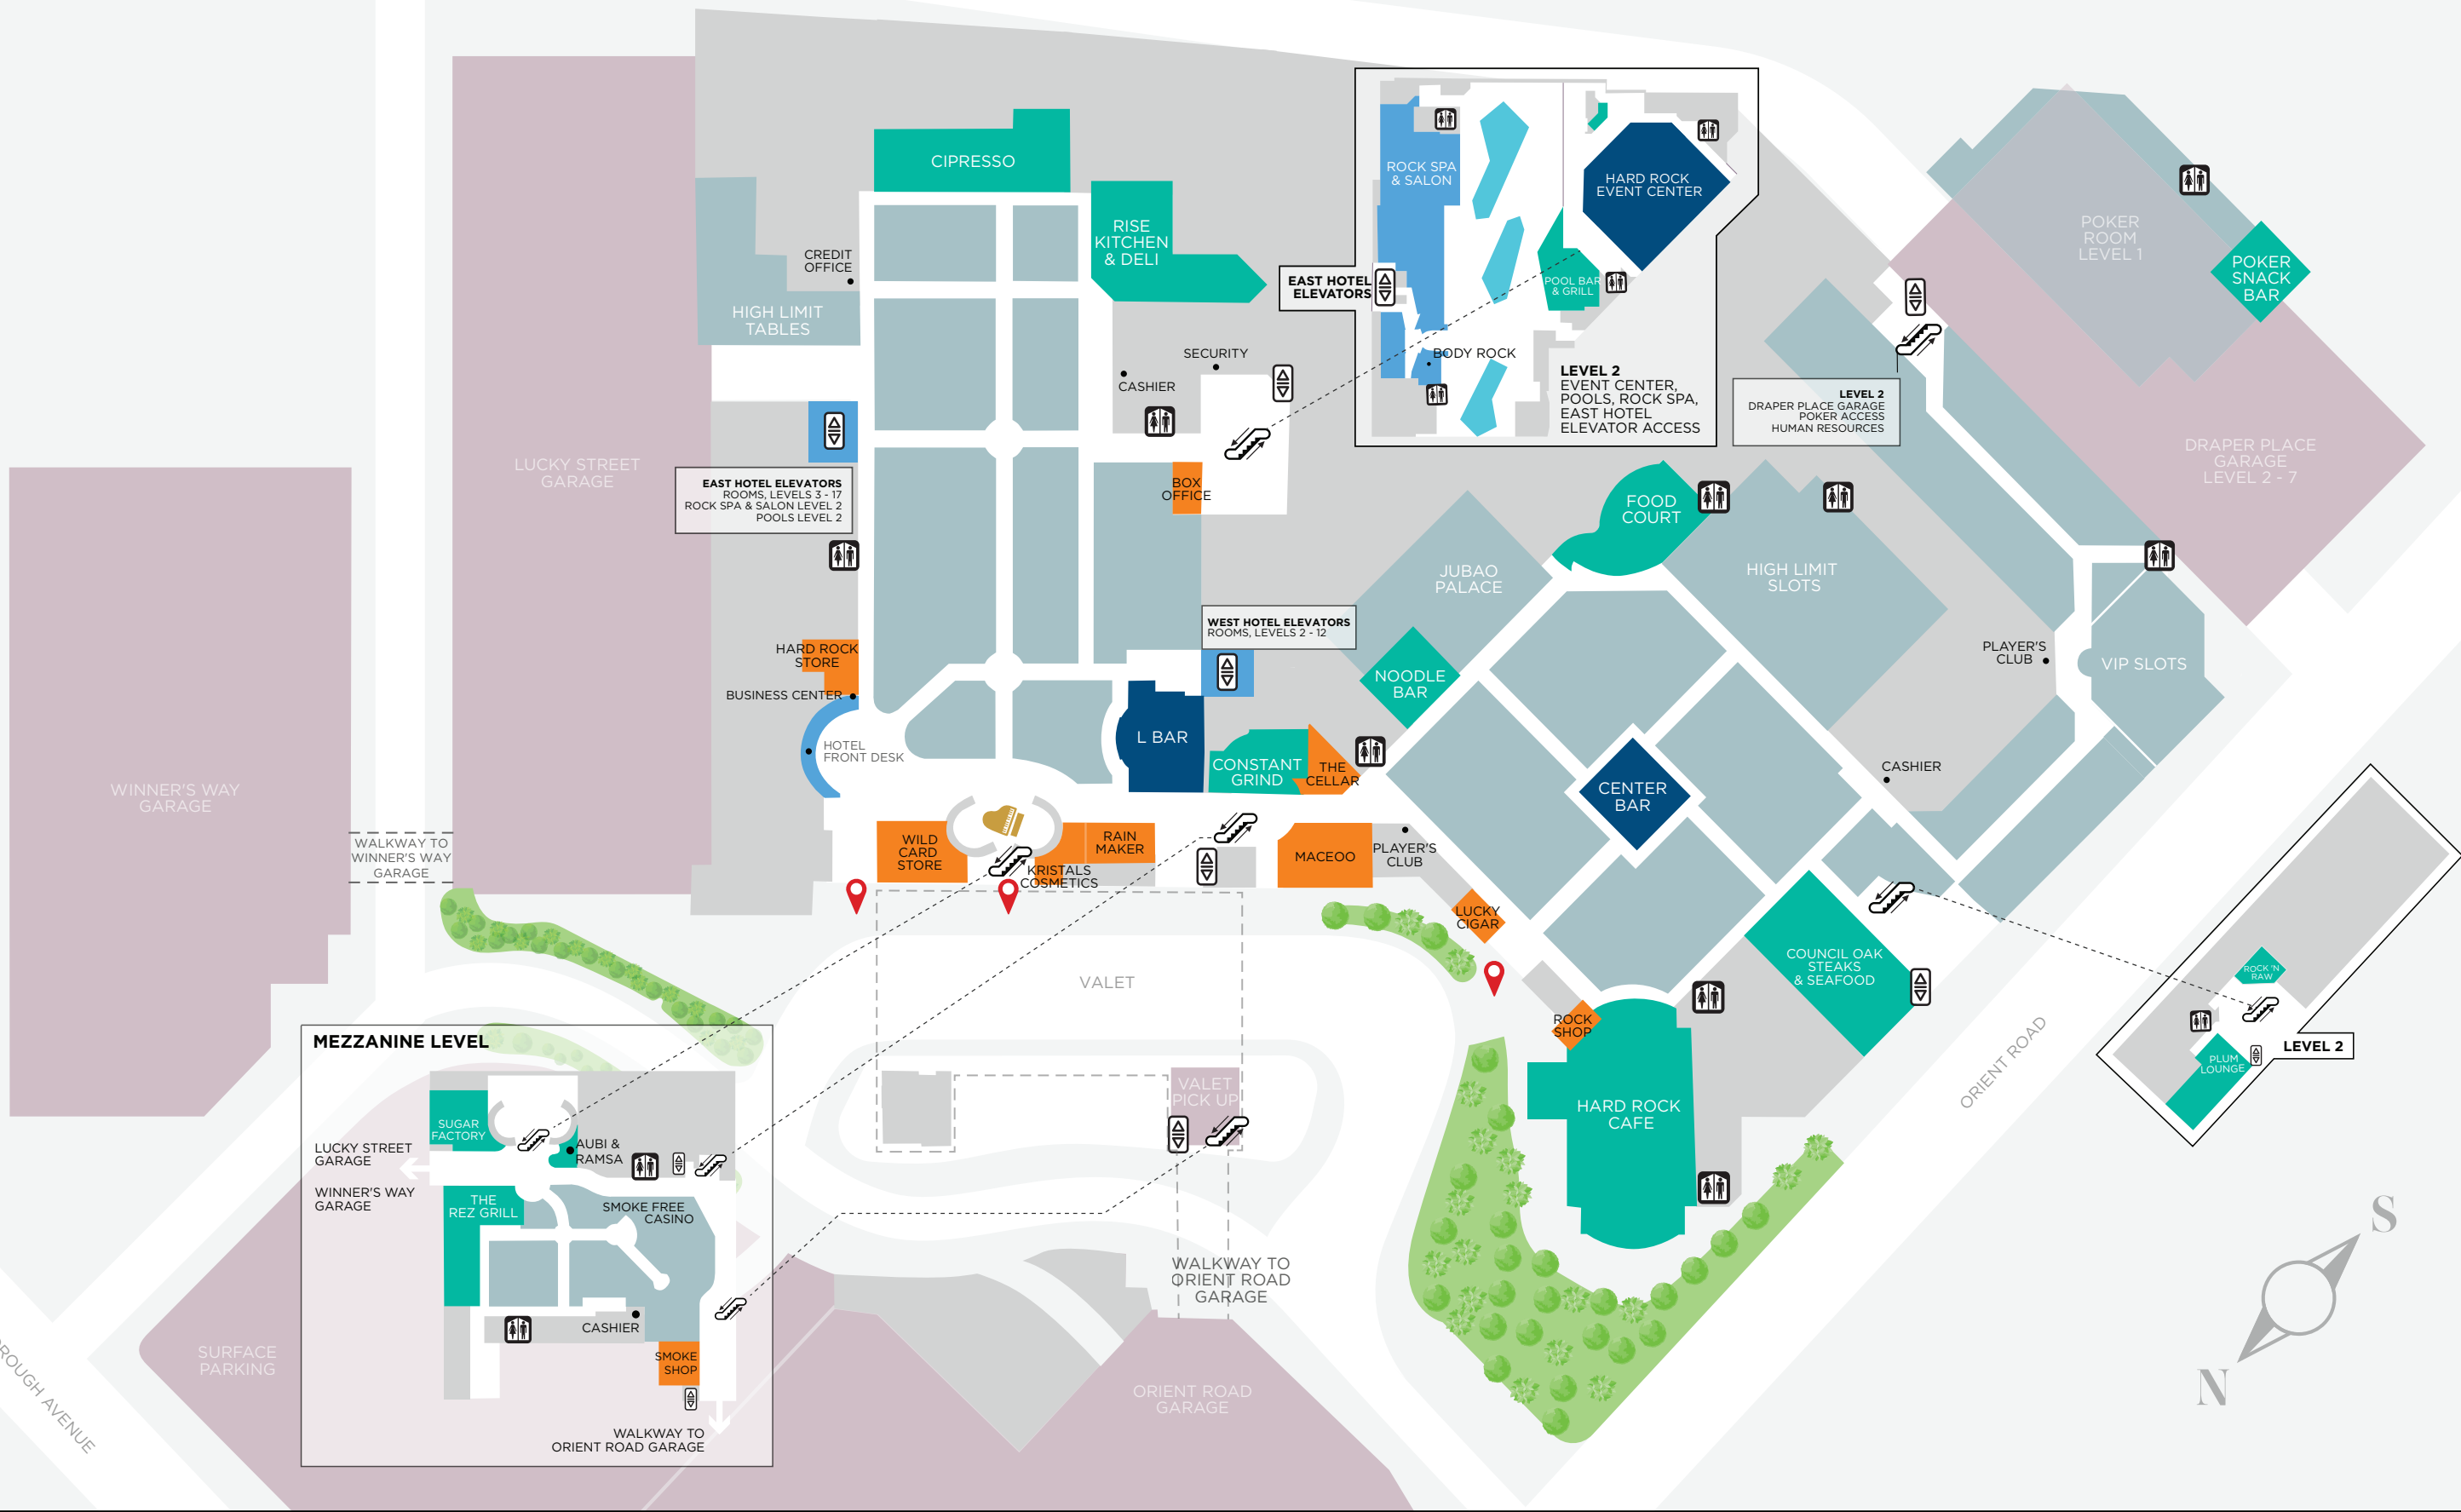 CIPRESSO
RISE
KITCHEN
& DELI
CREDIT
OFFICE
HIGH LIMIT
TABLES
SECURITY
CASHIER
LUCKY STREET
GARAGE
EAST HOTEL ELEVATORS
ROOMS, LEVELS 3 - 17
ROCK SPA & SALON LEVEL 2
POOLS LEVEL 2
BOX
OFFICE
ROCK SPA
& SALON
HARD ROCK
EVENT CENTER
EAST HOTEL
ELEVATORS
POOL BAR
& GRILL
BODY ROCK
LEVEL 2
EVENT CENTER,
POOLS, ROCK SPA,
EAST HOTEL
ELEVATOR ACCESS
POKER
ROOM
LEVEL 1
POKER
SNACK
BAR
LEVEL 2
DRAPER PLACE GARAGE
POKER ACCESS
HUMAN RESOURCES
DRAPER PLACE
GARAGE
LEVEL 2 - 7
FOOD
COURT
JUBAO
PALACE
HIGH LIMIT
SLOTS
WEST HOTEL ELEVATORS
ROOMS, LEVELS 2 - 12
HARD ROCK
STORE
BUSINESS CENTER
HOTEL
FRONT DESK
NOODLE
BAR
PLAYER'S
CLUB
VIP SLOTS
L BAR
CONSTANT
GRIND
THE
CELLAR
CENTER
BAR
CASHIER
WINNER'S WAY
GARAGE
WALKWAY TO
WINNER'S WAY
GARAGE
WILD
CARD
STORE
RAIN
MAKER
KRISTALS
COSMETICS
MACEOO
PLAYER'S
CLUB
LUCKY
CIGAR
COUNCIL OAK
STEAKS
& SEAFOOD
VALET
ROCK
SHOP
ROCK 'N
RAW
PLUM
LOUNGE
LEVEL 2
ORIENT ROAD
HARD ROCK
CAFE
VALET
PICK UP
MEZZANINE LEVEL
SUGAR
FACTORY
AUBI &
RAMSA
LUCKY STREET
GARAGE
WINNER'S WAY
GARAGE
THE
REZ GRILL
SMOKE FREE
CASINO
CASHIER
SMOKE
SHOP
WALKWAY TO
ORIENT ROAD GARAGE
WALKWAY TO
ORIENT ROAD
GARAGE
SURFACE
PARKING
ORIENT ROAD
GARAGE
AVENUE
S
N